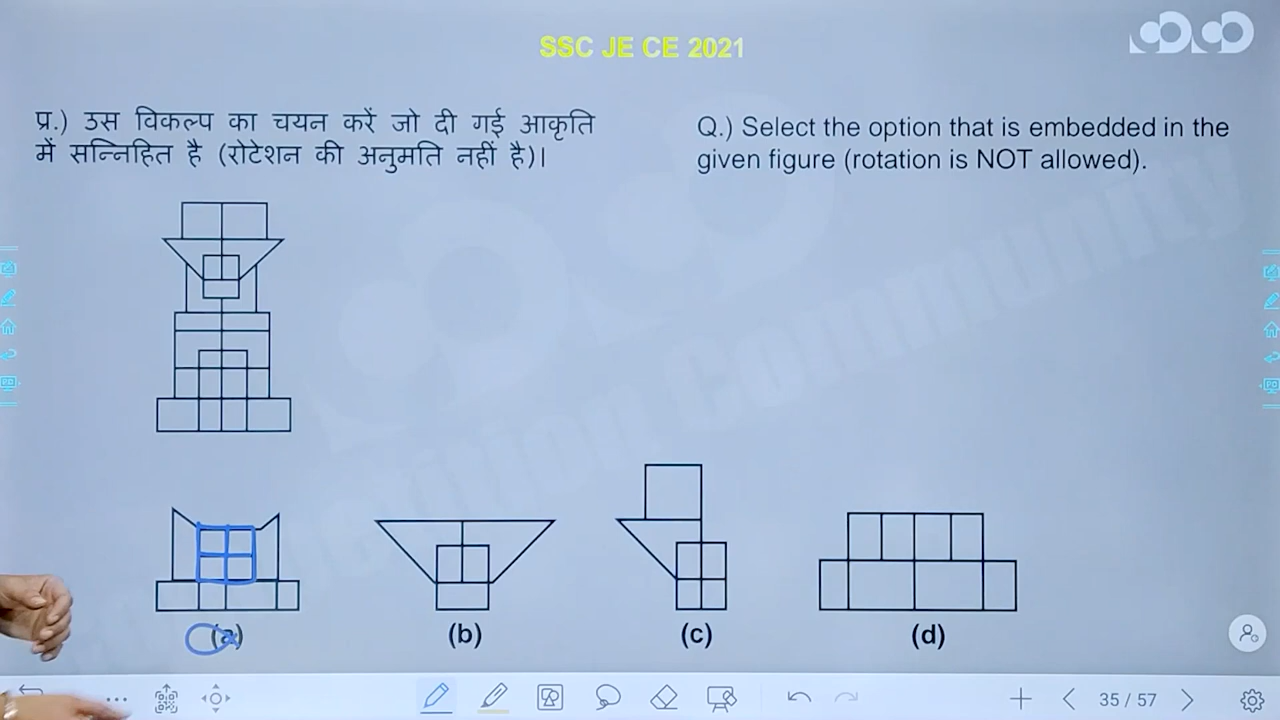 SSC JE CE 2021
प्र.) उस विकल्प का चयन करें जो दी गई आकृति
में सन्निहित है (रोटेशन की अनुमति नहीं है)।
Q.) Select the option that is embedded in the
given figure (rotation is NOT allowed).
(a)
(b)
(c)
(d)
35 / 57